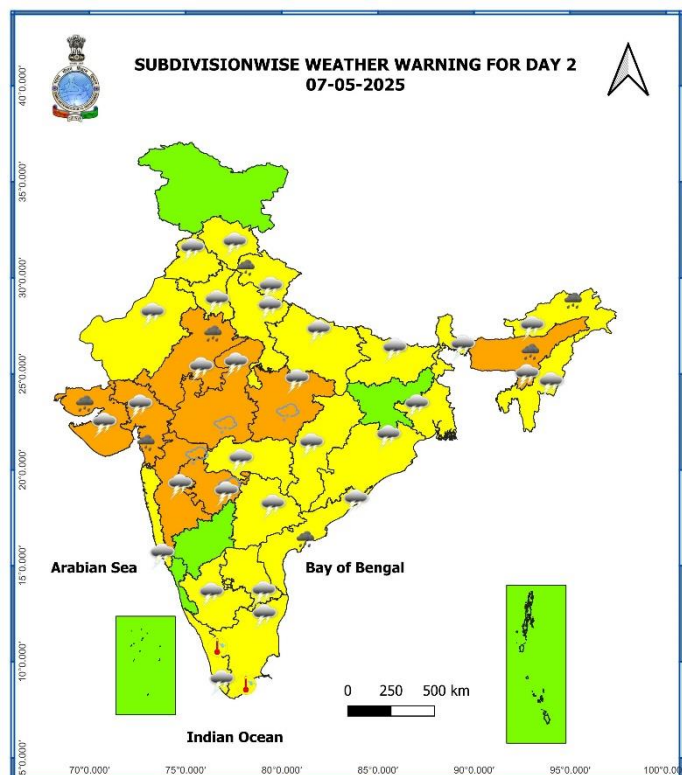 SUBDIVISIONWISE WEATHER WARNING FOR DAY 2
07-05-2025
40°0.000'
35°0.000'
30°0.000'
25°0.000'
20°0.000'
15°0.000'
10°0.000'
5°0.000'
Arabian Sea
Bay of Bengal
0 250 500 km
Indian Ocean
70°0.000' 75°0.000' 80°0.000' 85°0.000' 90°0.000' 95°0.000' 100°0.000'